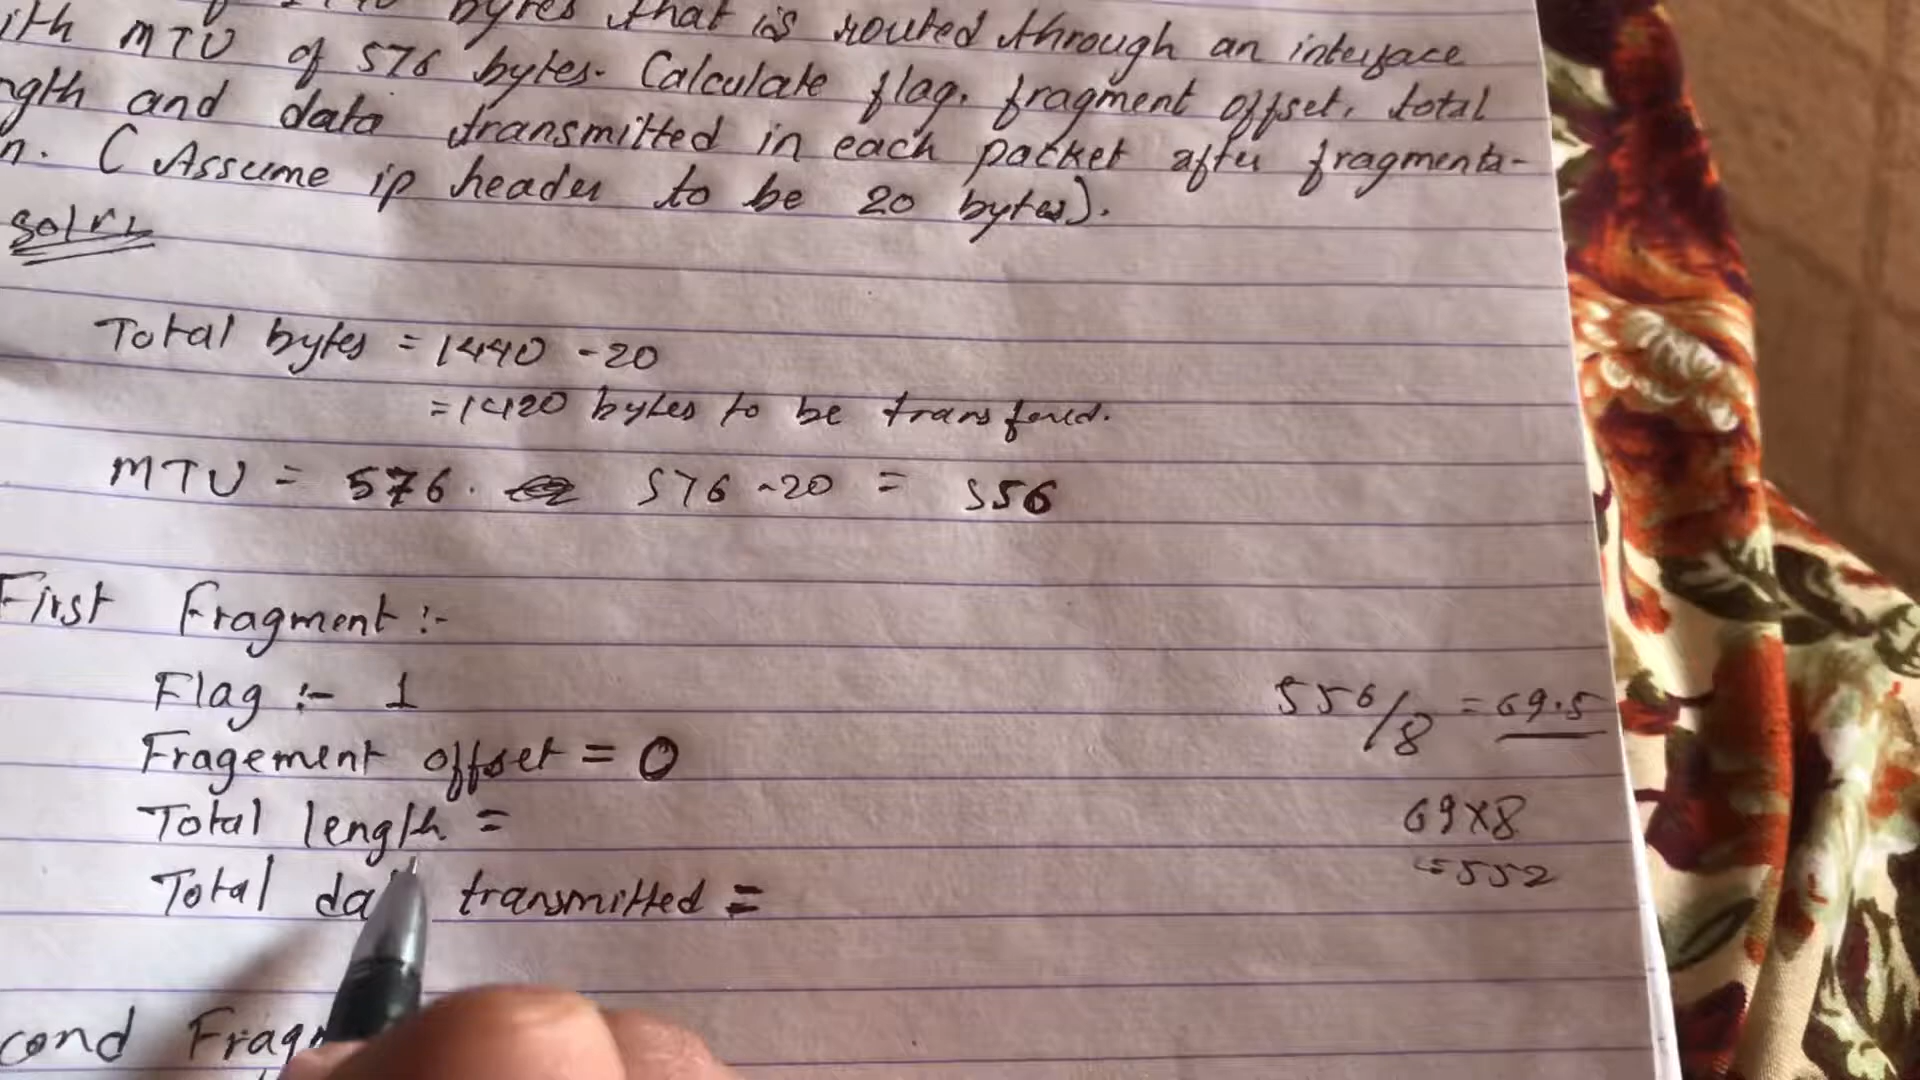 bytes that is routed through an interface
ith MTU of 576 bytes. Calculate flag, fragment offset, total
ngth and data transmitted in each packet after fragmenta-
n. (Assume ip header to be 20 bytes).
soln
Total bytes = 1440 - 20
= 1420 bytes to be transfered.
MTU = 576. 576 - 20 = 556
First Fragment :-
Flag :- 1
556/8 = 69.5
Fragement offset = 0
Total length =
69x8
Total da transmitted =
=552
cond Frag